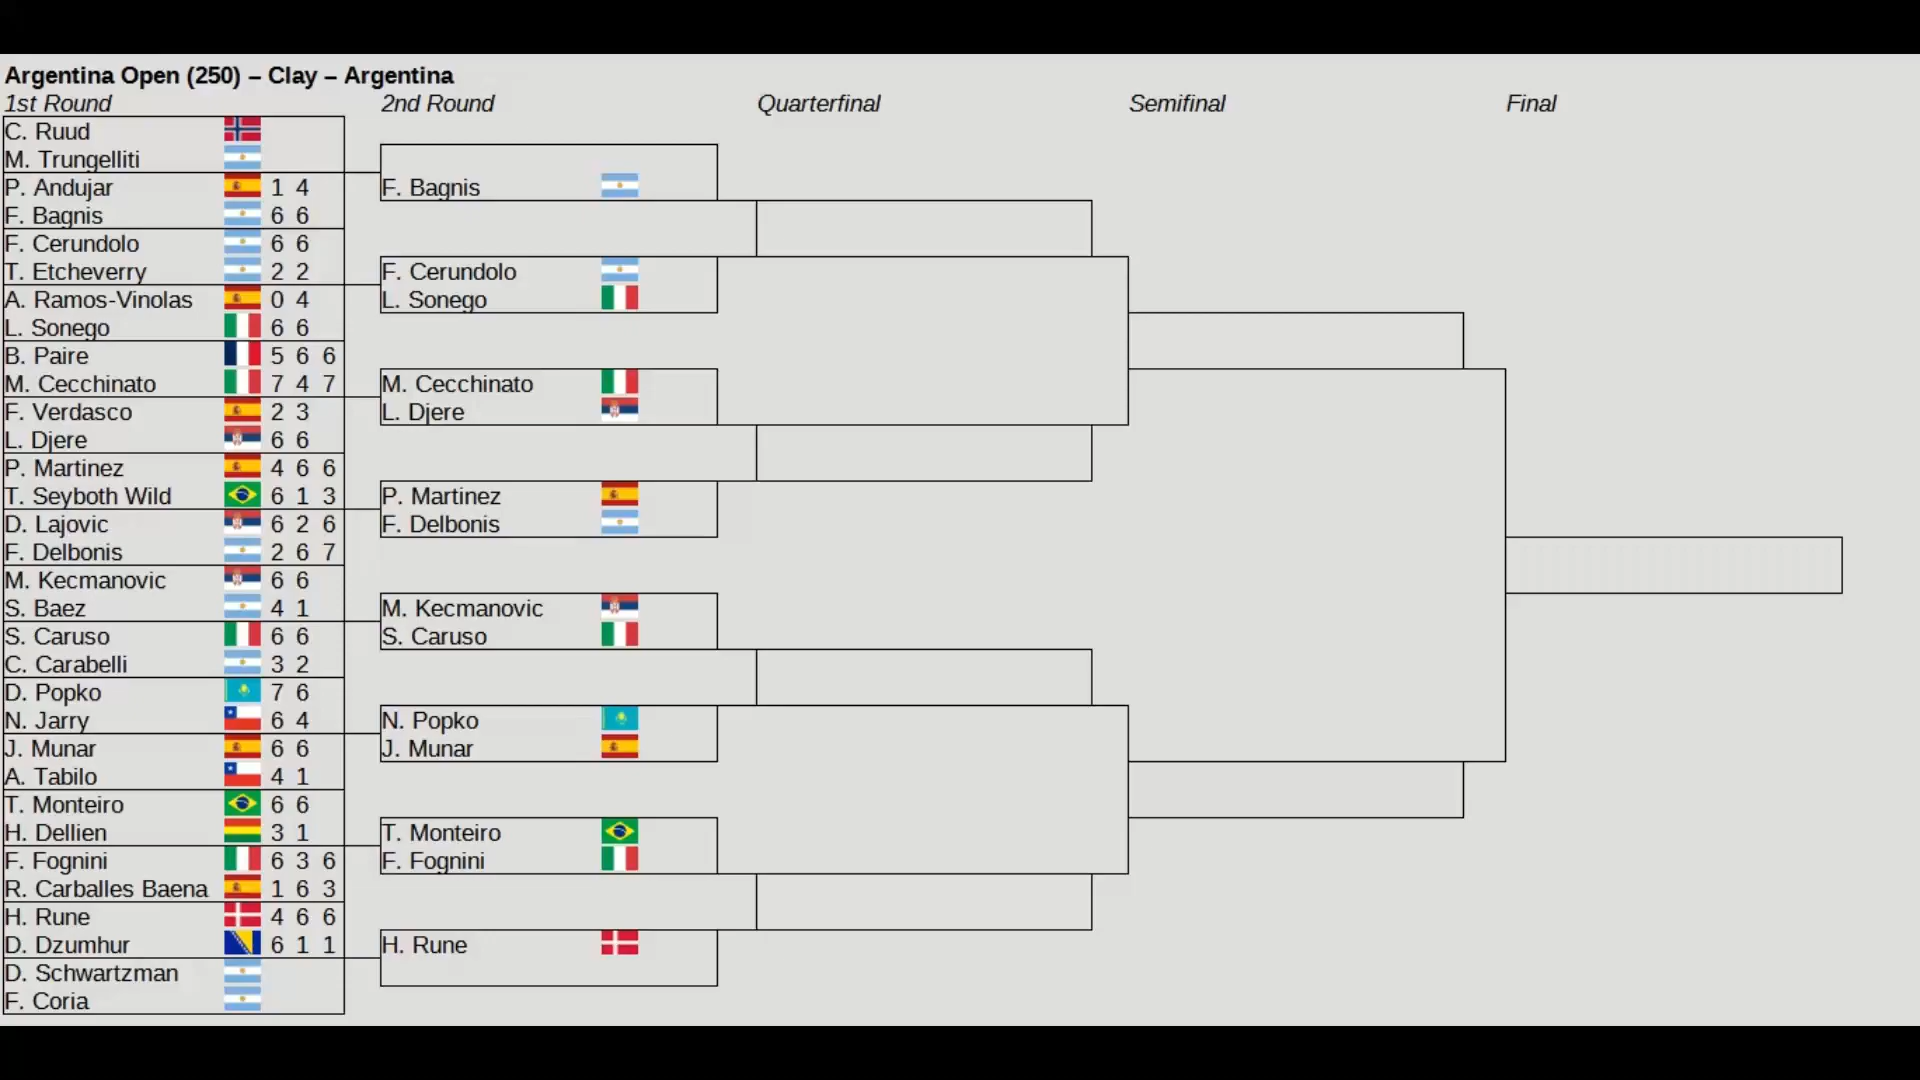 Argentina Open (250) – Clay – Argentina
1st Round 2nd Round Quarterfinal Semifinal Final
C. Ruud
M. Trungelliti
P. Andujar 1 4
F. Bagnis 6 6
F. Cerundolo 6 6
T. Etcheverry 2 2
A. Ramos-Vinolas 0 4
L. Sonego 6 6
B. Paire 5 6 6
M. Cecchinato 7 4 7
F. Verdasco 2 3
L. Djere 6 6
P. Martinez 4 6 6
T. Seyboth Wild 6 1 3
D. Lajovic 6 2 6
F. Delbonis 2 6 7
M. Kecmanovic 6 6
S. Baez 4 1
S. Caruso 6 6
C. Carabelli 3 2
D. Popko 7 6
N. Jarry 6 4
J. Munar 6 6
A. Tabilo 4 1
T. Monteiro 6 6
H. Dellien 3 1
F. Fognini 6 3 6
R. Carballes Baena 1 6 3
H. Rune 4 6 6
D. Dzumhur 6 1 1
D. Schwartzman
F. Coria
F. Bagnis
F. Cerundolo
L. Sonego
M. Cecchinato
L. Djere
P. Martinez
F. Delbonis
M. Kecmanovic
S. Caruso
N. Popko
J. Munar
T. Monteiro
F. Fognini
H. Rune